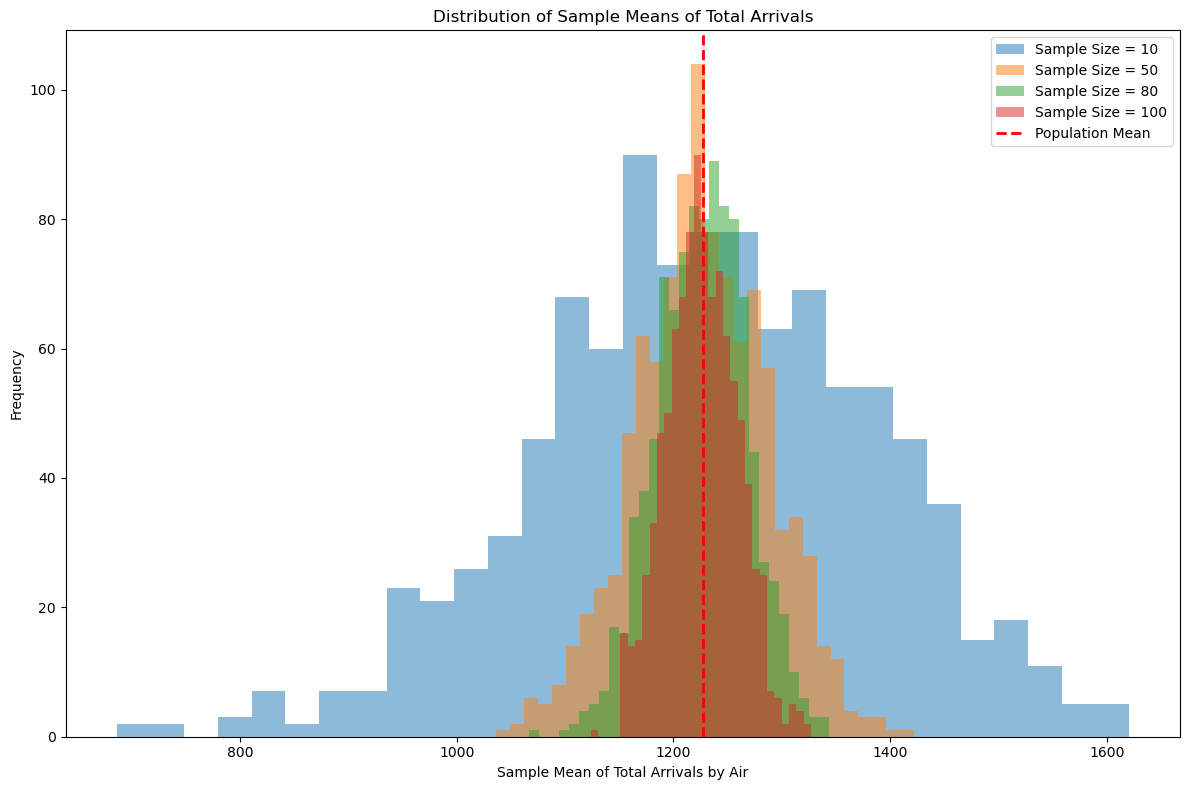 Distribution of Sample Means of Total Arrivals
Sample Size = 10
Sample Size = 50
Sample Size = 80
Sample Size = 100
Population Mean
Frequency
100
80
60
40
20
0
800
1000
1200
1400
1600
Sample Mean of Total Arrivals by Air